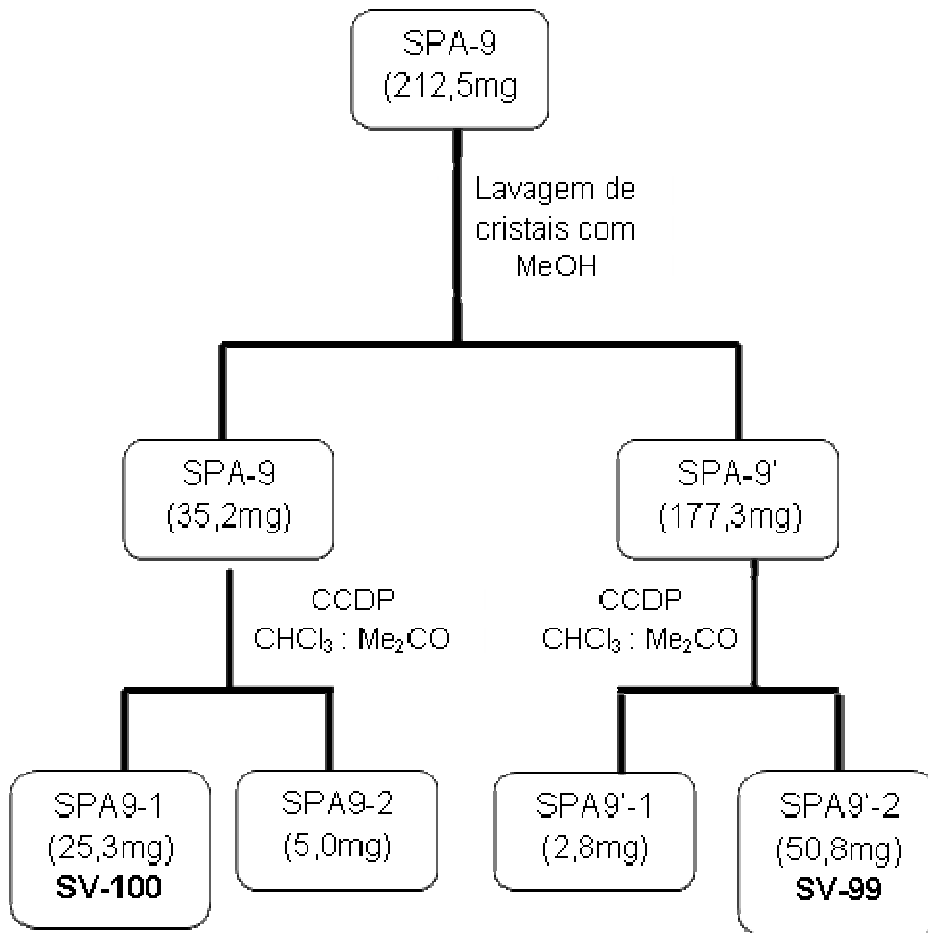 SPA-9
(212,5mg
Lavagem de
cristais com
MeOH
SPA-9
(35,2mg)
SPA-9'
(177,3mg)
CCDP
CHCl₃ : Me₂CO
CCDP
CHCl₃ : Me₂CO
SPA9-1
(25,3mg)
SV-100
SPA9-2
(5,0mg)
SPA9'-1
(2,8mg)
SPA9'-2
(50,8mg)
SV-99